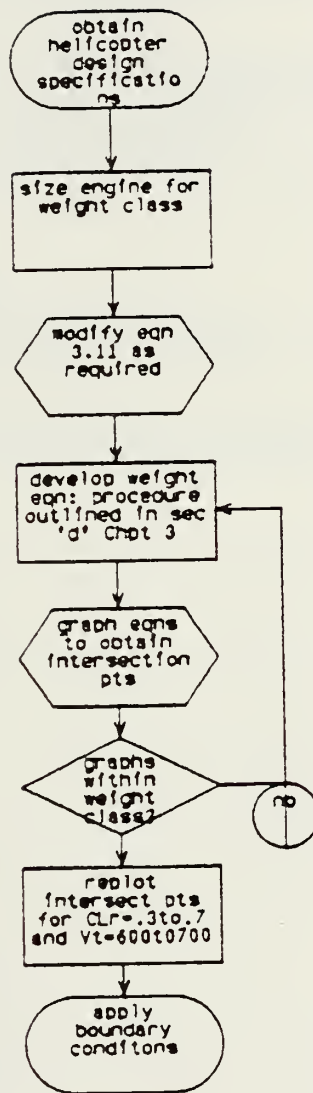 obtain
helicopter
design
specificatio
ns
size engine for
weight class
modify eqn
3.11 as
required
develop weight
eqn: procedure
outlined in sec
'd' Chpt 3
graph eqns
to obtain
intersection
pts
graphs
within
weight
class?
no
replot
intersect pts
for CLr=.3to.7
and Vt=600to700
apply
boundary
conditons